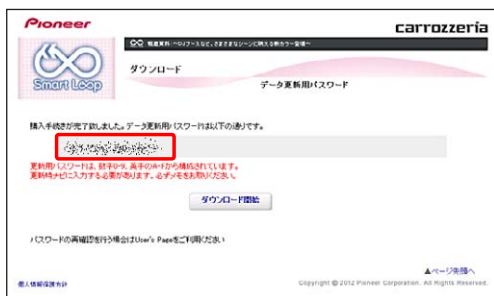 Pioneer
carrozzeria
Smart Loop
ダウンロード
データ更新用パスワード
購入手続きが完了致しました。データ更新用パスワードは以下の通りです。
更新用パスワードは、数字0-9、英字のA-Fから構成されています。
更新時ナビに入力する必要があります。必ずメモをお取りください。
ダウンロード開始
パスワードの再確認を行う場合はUser's Pageをご利用ください
▲ページ先頭へ
個人情報保護方針
Copyright © 2012 Pioneer Corporation. All Rights Reserved.